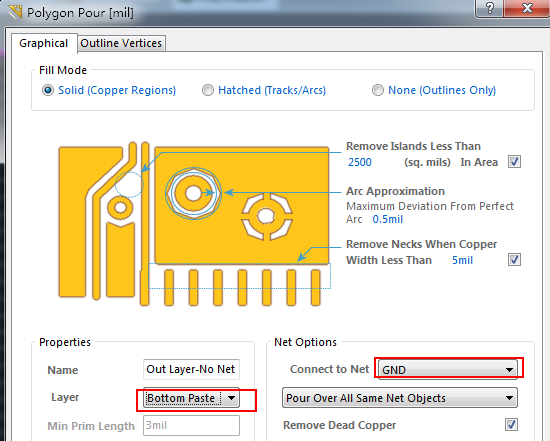 Polygon Pour [mil]
Graphical
Outline Vertices
Fill Mode
Solid (Copper Regions)
Hatched (Tracks/Arcs)
None (Outlines Only)
Remove Islands Less Than
2500 (sq. mils) In Area
Arc Approximation
Maximum Deviation From Perfect
Arc 0.5mil
Remove Necks When Copper
Width Less Than 5mil
Properties
Name Out Layer-No Net
Layer Bottom Paste
Min Prim Length 3mil
Net Options
Connect to Net GND
Pour Over All Same Net Objects
Remove Dead Copper